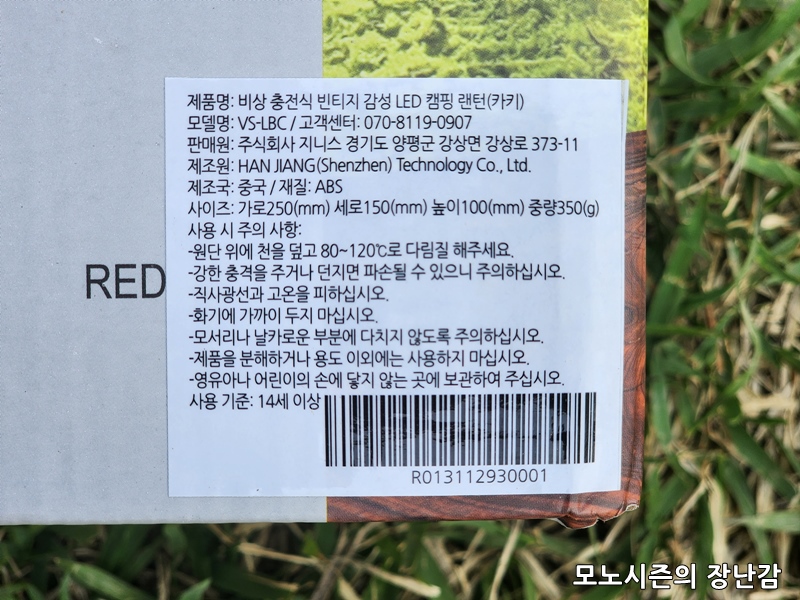 제품명: 비상 충전식 빈티지 감성 LED 캠핑 랜턴(카키)
모델명: VS-LBC / 고객센터: 070-8119-0907
판매원: 주식회사 지니스 경기도 양평군 강상면 강상로 373-11
제조원: HAN JIANG(Shenzhen) Technology Co., Ltd.
제조국: 중국 / 재질: ABS
사이즈: 가로250(mm) 세로150(mm) 높이100(mm) 중량350(g)
사용 시 주의 사항:
-원단 위에 천을 덮고 80~120℃로 다림질 해주세요.
-강한 충격을 주거나 던지면 파손될 수 있으니 주의하십시오.
RED
-직사광선과 고온을 피하십시오.
-화기에 가까이 두지 마십시오.
-모서리나 날카로운 부분에 다치지 않도록 주의하십시오.
-제품을 분해하거나 용도 이외에는 사용하지 마십시오.
-영유아나 어린이의 손에 닿지 않는 곳에 보관하여 주십시오.
사용 기준: 14세 이상
R013112930001
모노시즌의 장난감